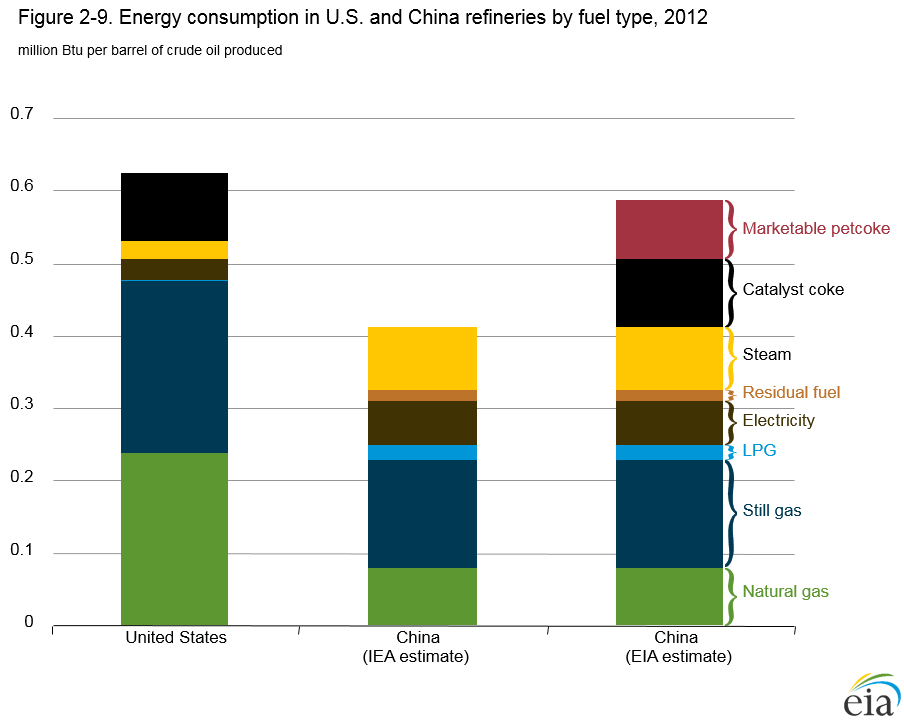 Figure 2-9. Energy consumption in U.S. and China refineries by fuel type, 2012
million Btu per barrel of crude oil produced
0.7
0.6
0.5
0.4
0.3
0.2
0.1
0
Marketable petcoke
Catalyst coke
Steam
Residual fuel
Electricity
LPG
Still gas
Natural gas
United States
China
(IEA estimate)
China
(EIA estimate)
eia